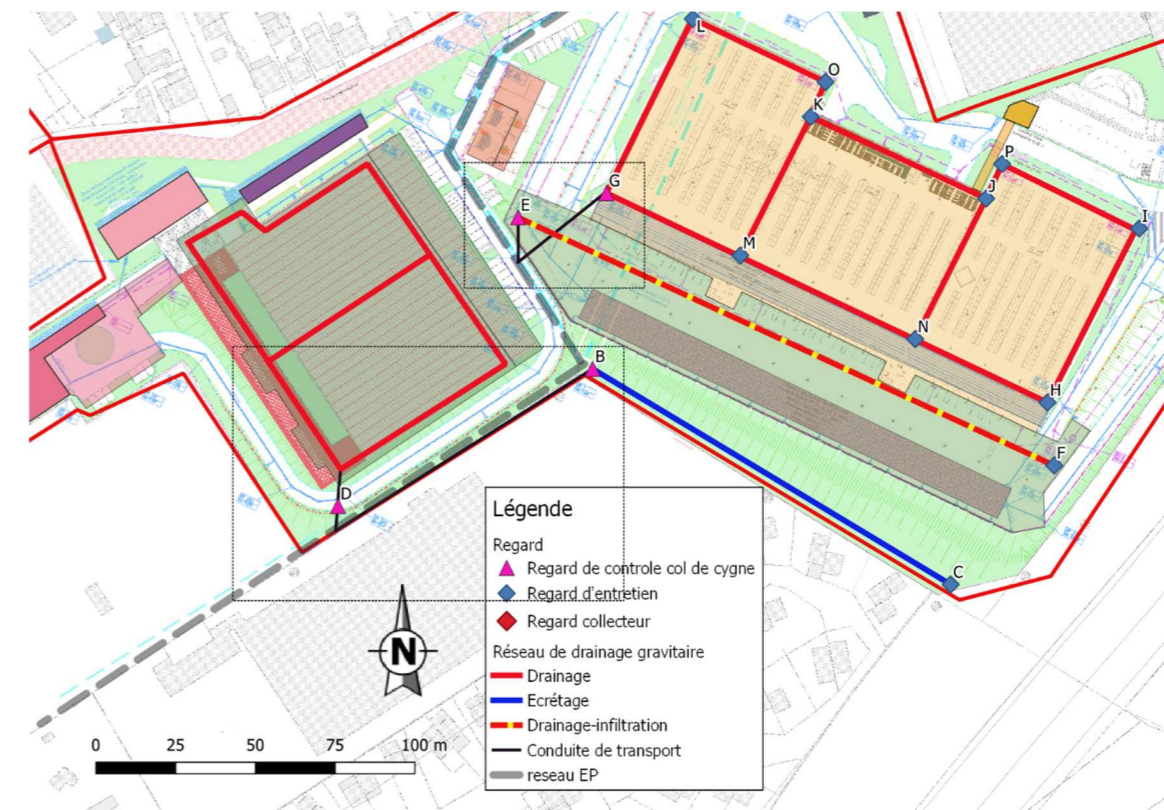 L
O
K
P
J
G
E
I
M
N
B
H
F
D
C
Légende
Regard
Regard de controle col de cygne
Regard d'entretien
Regard collecteur
Réseau de drainage gravitaire
Drainage
Ecrétage
Drainage-infiltration
Conduite de transport
reseau EP
N
0 25 50 75 100 m